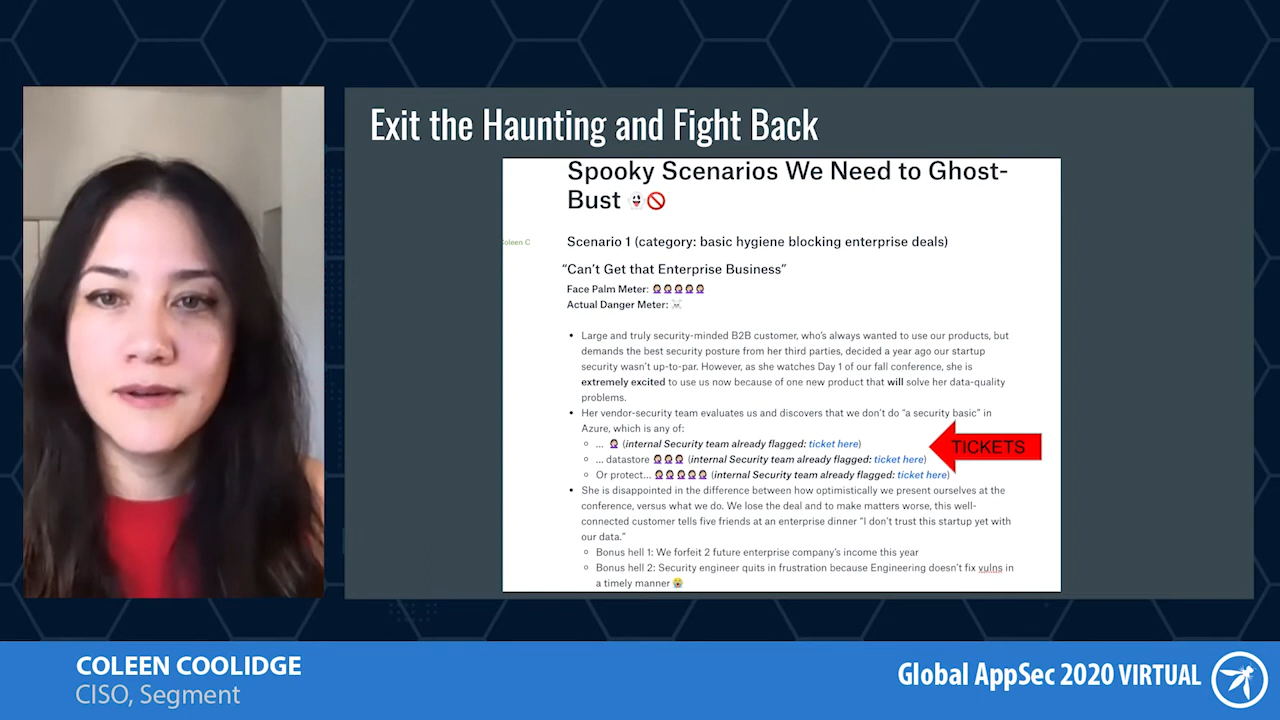 Exit the Haunting and Fight Back
Spooky Scenarios We Need to Ghost-
Bust 👻🚫
oleen C
Scenario 1 (category: basic hygiene blocking enterprise deals)
“Can’t Get that Enterprise Business”
Face Palm Meter: 🤦🏻‍♀️🤦🏻‍♀️🤦🏻‍♀️🤦🏻‍♀️🤦🏻‍♀️
Actual Danger Meter: ☠️
• Large and truly security-minded B2B customer, who’s always wanted to use our products, but
demands the best security posture from her third parties, decided a year ago our startup
security wasn’t up-to-par. However, as she watches Day 1 of our fall conference, she is
extremely excited to use us now because of one new product that will solve her data-quality
problems.
• Her vendor-security team evaluates us and discovers that we don’t do “a security basic” in
Azure, which is any of:
○ ... 🤦🏻‍♀️ (internal Security team already flagged: ticket here)
○ ... datastore 🤦🏻‍♀️🤦🏻‍♀️🤦🏻‍♀️ (internal Security team already flagged: ticket here)
○ Or protect... 🤦🏻‍♀️🤦🏻‍♀️🤦🏻‍♀️🤦🏻‍♀️🤦🏻‍♀️ (internal Security team already flagged: ticket here)
TICKETS
• She is disappointed in the difference between how optimistically we present ourselves at the
conference, versus what we do. We lose the deal and to make matters worse, this well-
connected customer tells five friends at an enterprise dinner “I don’t trust this startup yet with
our data.”
○ Bonus hell 1: We forfeit 2 future enterprise company’s income this year
○ Bonus hell 2: Security engineer quits in frustration because Engineering doesn’t fix vulns in
a timely manner 😭
COLEEN COOLIDGE
CISO, Segment
Global AppSec 2020 VIRTUAL